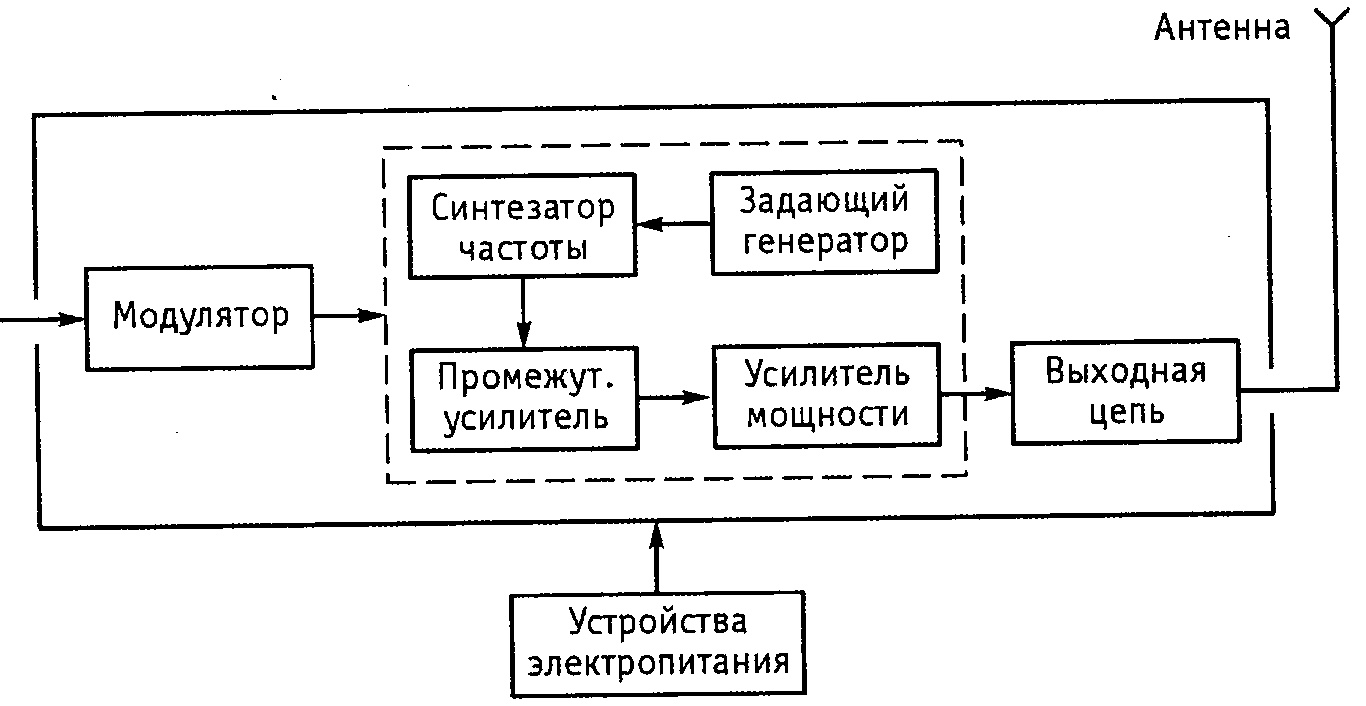 Антенна
Синтезатор
частоты
Задающий
генератор
Модулятор
Промежут.
усилитель
Усилитель
мощности
Выходная
цепь
Устройства
электропитания